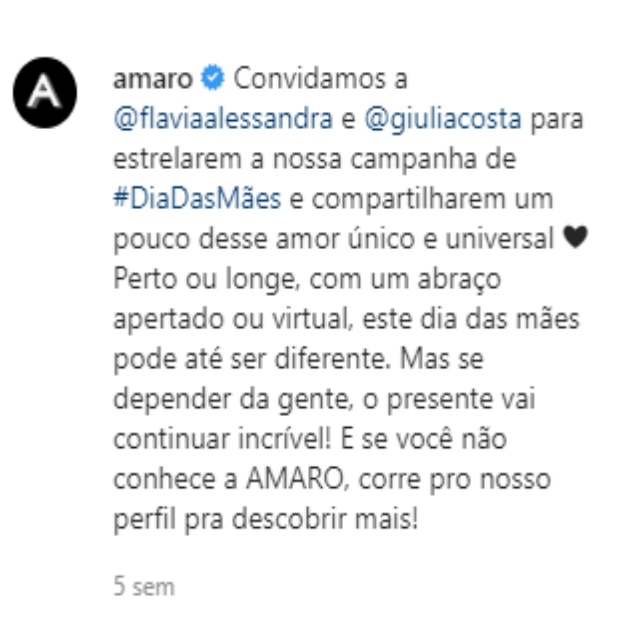 A
amaro Convidamos a
@flaviaalessandra e @giuliacosta para
estrelarem a nossa campanha de
#DiaDasMães e compartilharem um
pouco desse amor único e universal 🖤
Perto ou longe, com um abraço
apertado ou virtual, este dia das mães
pode até ser diferente. Mas se
depender da gente, o presente vai
continuar incrível! E se você não
conhece a AMARO, corre pro nosso
perfil pra descobrir mais!
5 sem